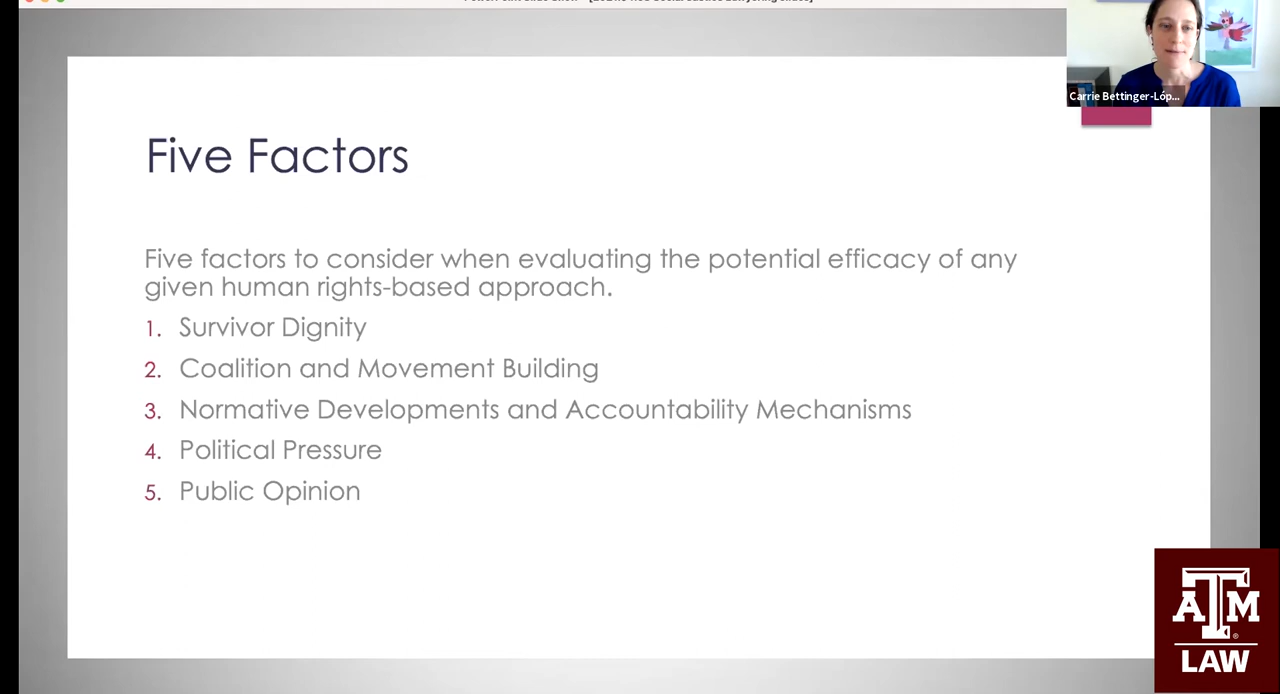 Carrie Bettinger-Lóp...
Five Factors
Five factors to consider when evaluating the potential efficacy of any
given human rights-based approach.
1. Survivor Dignity
2. Coalition and Movement Building
3. Normative Developments and Accountability Mechanisms
4. Political Pressure
5. Public Opinion
ATM
®
LAW